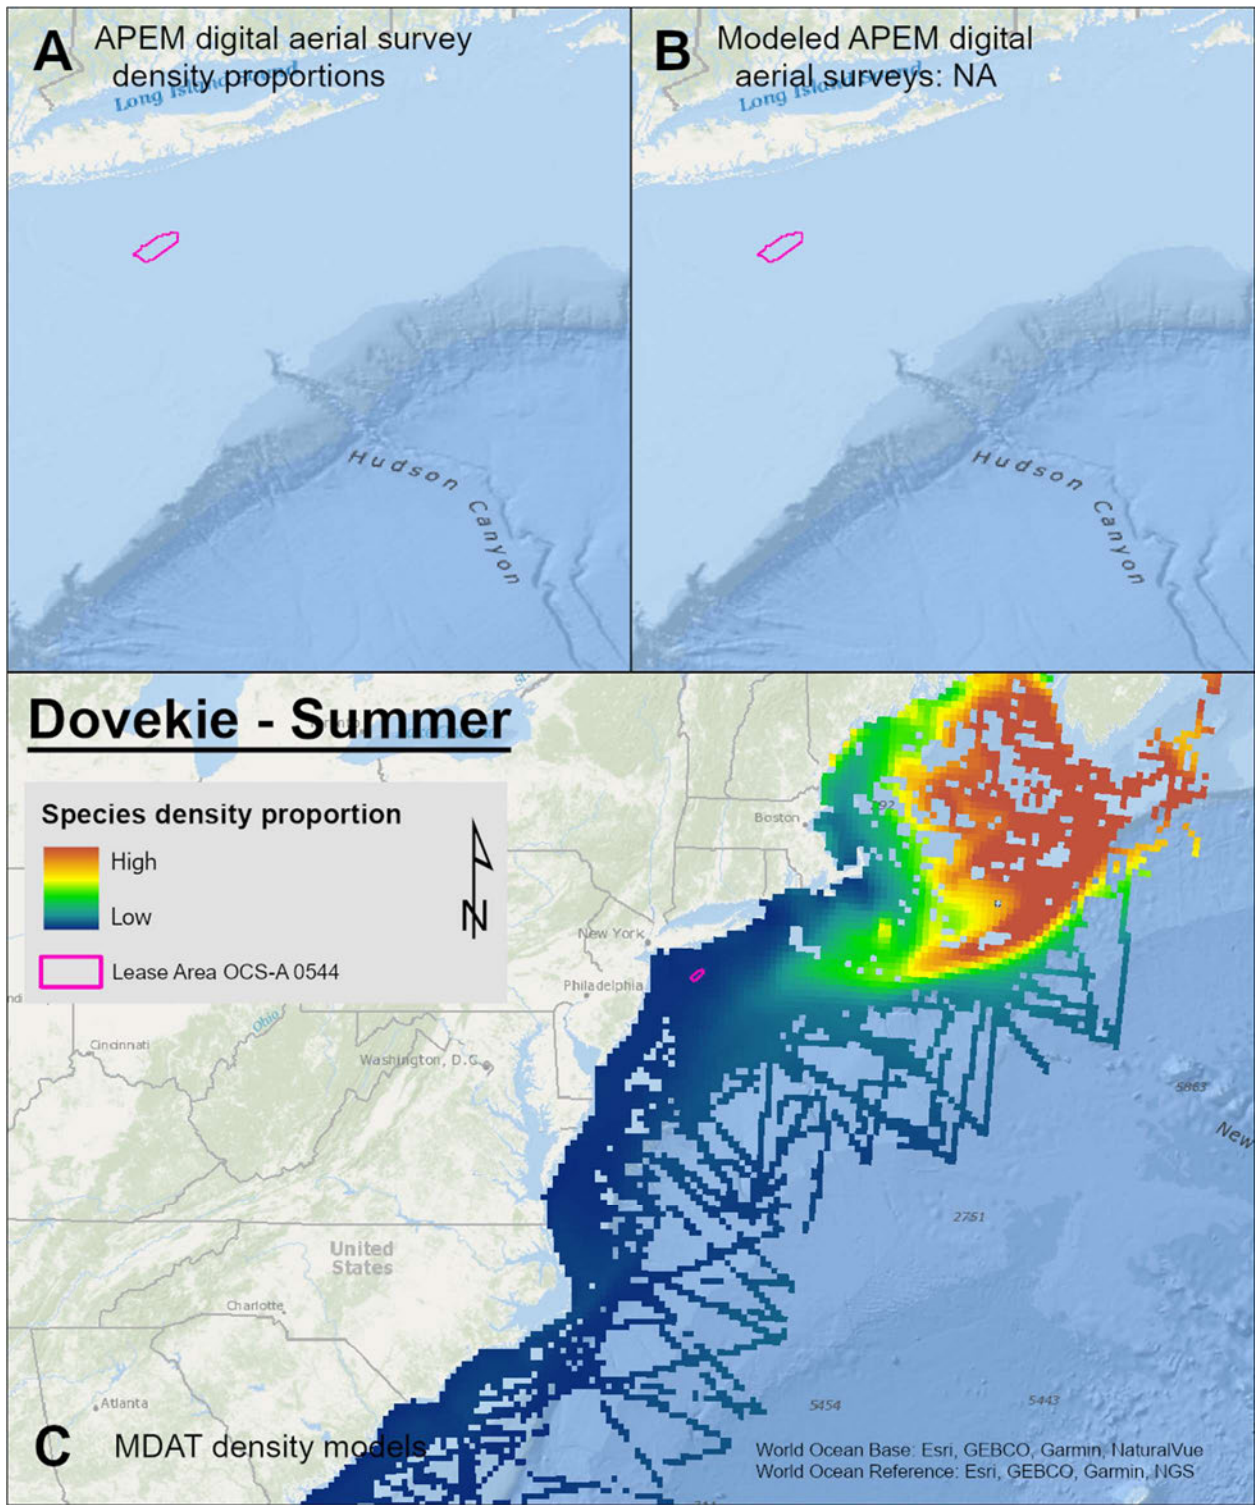 A
APEM digital aerial survey
density proportions
Long Island Sound
Hudson Canyon
B
Modeled APEM digital
aerial surveys: NA
Long Island Sound
Hudson Canyon
Dovekie - Summer
Species density proportion
High
Low
N
Lease Area OCS-A 0544
Boston
92
New York
Philadelphia
Ohio
Cincinnati
Washington, D.C.
5863
New
2751
United
States
Charlotte
Atlanta
5454
5443
C
MDAT density models
World Ocean Base: Esri, GEBCO, Garmin, NaturalVue
World Ocean Reference: Esri, GEBCO, Garmin, NGS